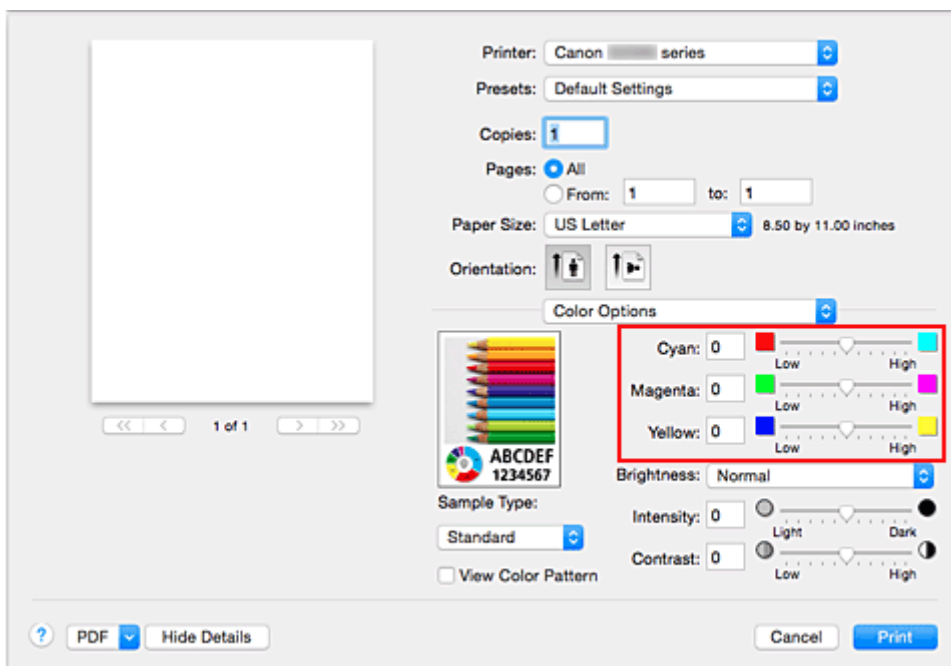 Printer: Canon series
Presets: Default Settings
Copies: 1
Pages: All
From: 1 to: 1
Paper Size: US Letter 8.50 by 11.00 inches
Orientation:
Color Options
Cyan: 0
Low High
Magenta: 0
Low High
Yellow: 0
Low High
1 of 1
ABCDEF
1234567
Sample Type:
Standard
View Color Pattern
Brightness: Normal
Intensity: 0
Light Dark
Contrast: 0
Low High
? PDF Hide Details Cancel Print